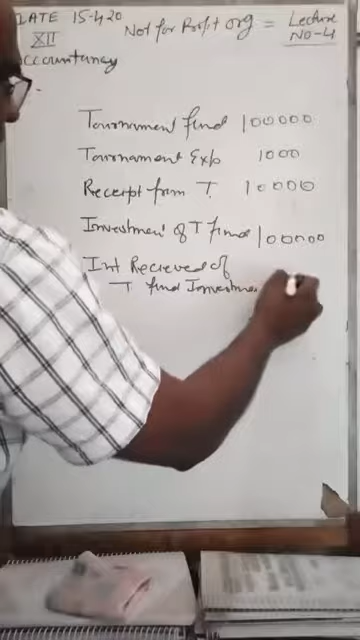 DATE 15-4-20
Not for Profit org = Lecture
NO-4
XII
Accountancy
Tournament fund 100000
Tournament Exp 1000
Receipt from T. 10000
Investment of T fund 100000
Int Recieved of
T fund Investme